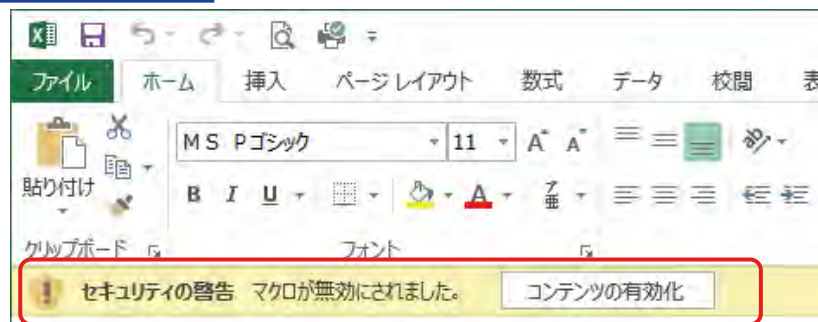 ファイル ホーム 挿入 ページレイアウト 数式 データ 校閲 表
MS Pゴシック 11 A A
貼り付け B I U A ア亜
クリップボード フォント
セキュリティの警告 マクロが無効にされました。 コンテンツの有効化